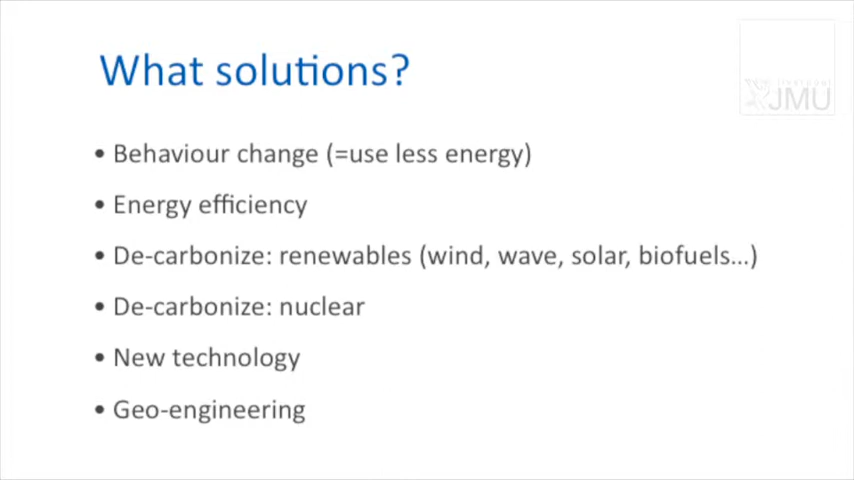 What solutions?
liverpool
JMU
• Behaviour change (=use less energy)
• Energy efficiency
• De-carbonize: renewables (wind, wave, solar, biofuels...)
• De-carbonize: nuclear
• New technology
• Geo-engineering